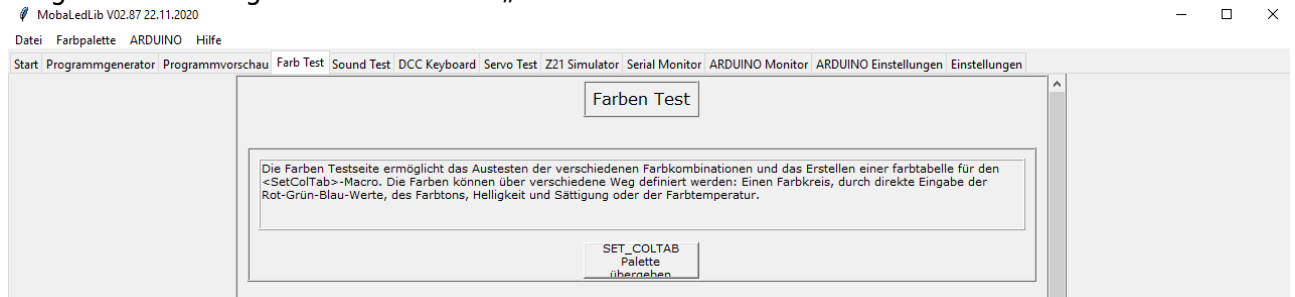 MobaLedLib V02.87 22.11.2020
Datei Farbpalette ARDUINO Hilfe
Start Programmgenerator Programmvorschau Farb Test Sound Test DCC Keyboard Servo Test Z21 Simulator Serial Monitor ARDUINO Monitor ARDUINO Einstellungen Einstellungen
Farben Test
Die Farben Testseite ermöglicht das Austesten der verschiedenen Farbkombinationen und das Erstellen einer farbtabelle für den
<SetColTab>-Macro. Die Farben können über verschiedene Weg definiert werden: Einen Farbkreis, durch direkte Eingabe der
Rot-Grün-Blau-Werte, des Farbtons, Helligkeit und Sättigung oder der Farbtemperatur.
SET_COLTAB
Palette
übergeben